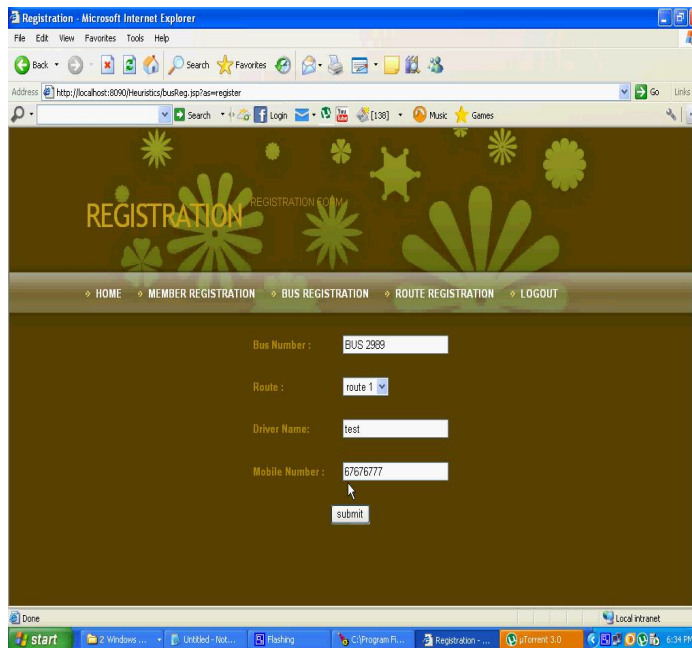 Registration - Microsoft Internet Explorer
File Edit View Favorites Tools Help
Back Search Favorites
Address http://localhost:8090/Heuristics/busReg.jsp?as=register Go Links
Search Login You [138] Music Games
REGISTRATION REGISTRATION FORM
HOME MEMBER REGISTRATION BUS REGISTRATION ROUTE REGISTRATION LOGOUT
Bus Number : BUS 2989
Route : route 1
Driver Name: test
Mobile Number : 67676777
submit
Done Local intranet
start 2 Windows ... Untitled - Not... Flashing C:\Program Fi... Registration - ... µTorrent 3.0 6:34 PM